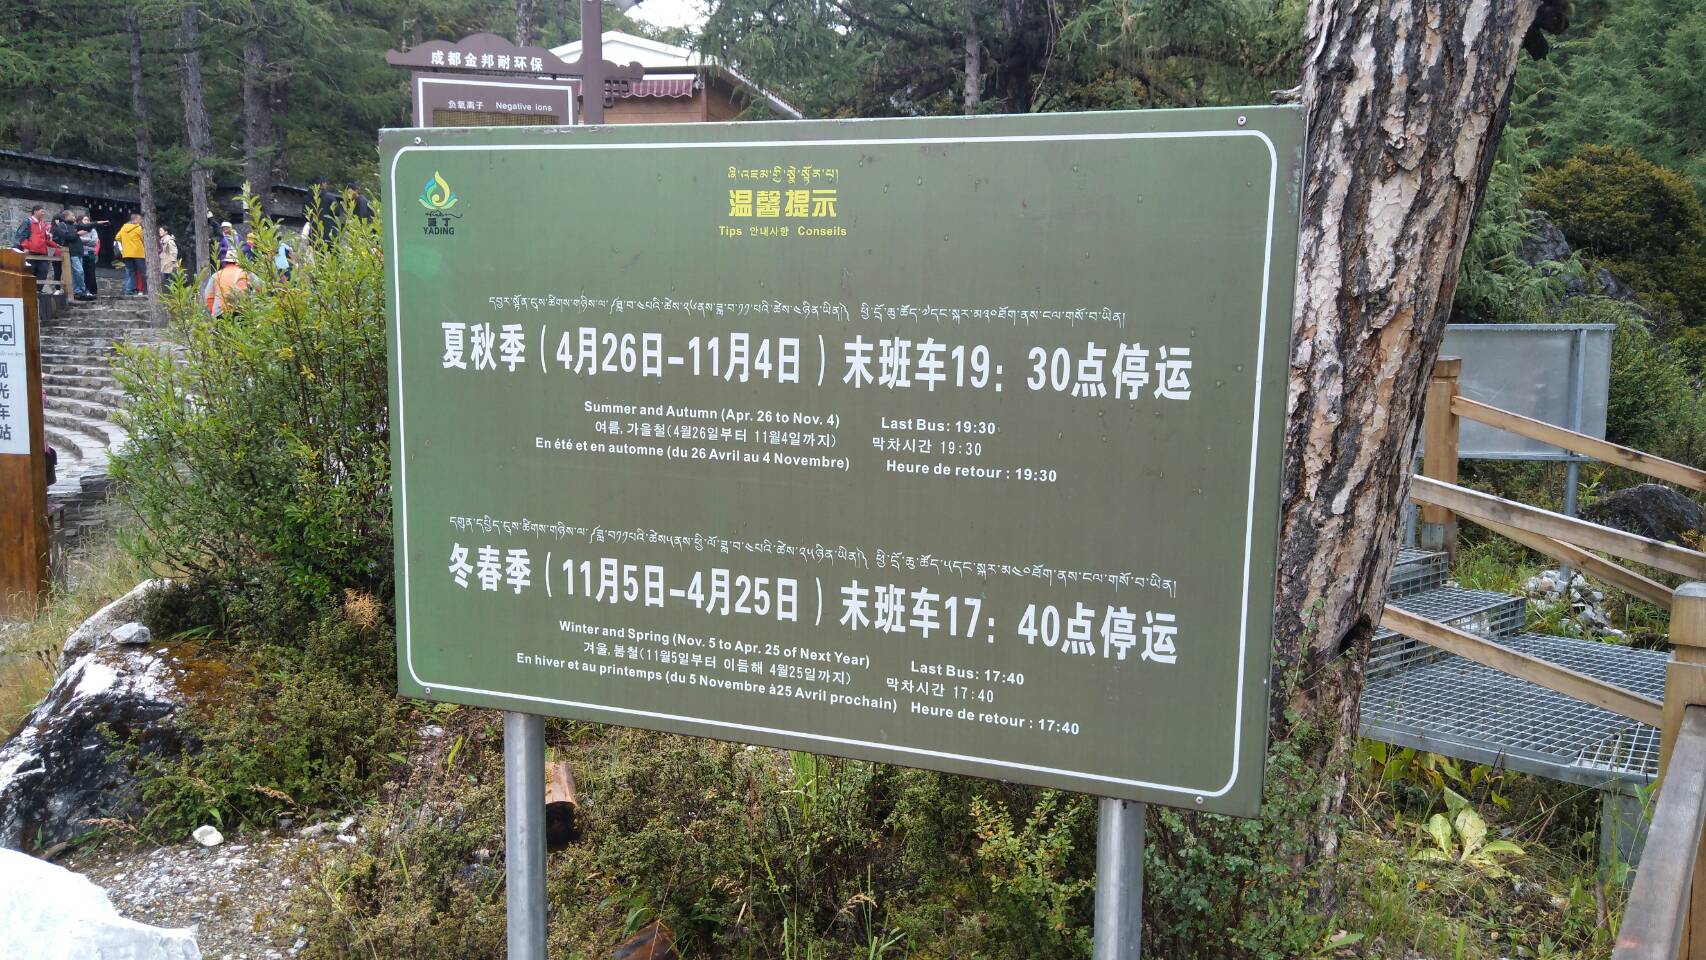 成都金邦耐环保
负氧离子 Negative ions
亚丁
YADING
ཞི་འཇམ་གྱི་སྣེ་སྟོན་པ།
温馨提示
Tips 안내사항 Conseils
夏秋季（4月26日-11月4日）末班车19：30点停运
Summer and Autumn (Apr. 26 to Nov. 4) Last Bus: 19:30
여름, 가을철(4월26일부터 11월4일까지) 막차시간 19:30
En été et en automne (du 26 Avril au 4 Novembre) Heure de retour : 19:30
冬春季（11月5日-4月25日）末班车17：40点停运
Winter and Spring (Nov. 5 to Apr. 25 of Next Year) Last Bus: 17:40
겨울, 봄철(11월5일부터 이듬해 4월25일까지) 막차시간 17:40
En hiver et au printemps (du 5 Novembre à25 Avril prochain) Heure de retour : 17:40
观光车站